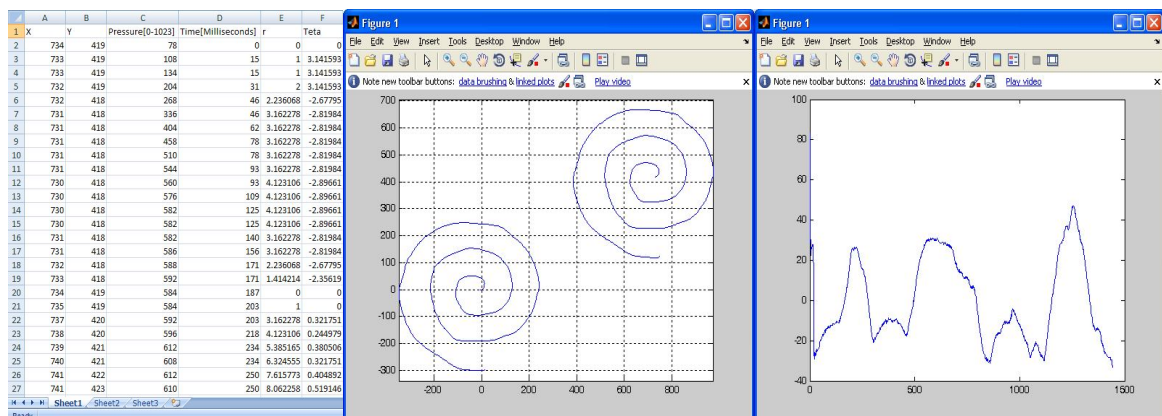 A B C D E F
1 X Y Pressure[0-1023] Time[Milliseconds] r Teta
2 734 419 78 0 0 0
3 733 419 108 15 1 3.141593
4 733 419 134 15 1 3.141593
5 732 419 204 31 2 3.141593
6 732 418 268 46 2.236068 -2.67795
7 731 418 336 46 3.162278 -2.81984
8 731 418 404 62 3.162278 -2.81984
9 731 418 458 78 3.162278 -2.81984
10 731 418 510 78 3.162278 -2.81984
11 731 418 544 93 3.162278 -2.81984
12 730 418 560 93 4.123106 -2.89661
13 730 418 576 109 4.123106 -2.89661
14 730 418 582 125 4.123106 -2.89661
15 730 418 582 125 4.123106 -2.89661
16 731 418 582 140 3.162278 -2.81984
17 731 418 586 156 3.162278 -2.81984
18 732 418 588 171 2.236068 -2.67795
19 733 418 592 171 1.414214 -2.35619
20 734 419 584 187 0 0
21 735 419 584 203 1 0
22 737 420 592 203 3.162278 0.321751
23 738 420 596 218 4.123106 0.244979
24 739 421 612 234 5.385165 0.380506
25 740 421 608 234 6.324555 0.321751
26 741 422 612 250 7.615773 0.404892
27 741 423 610 250 8.062258 0.519146
Sheet1 Sheet2 Sheet3
Ready
Figure 1
File Edit View Insert Tools Desktop Window Help
Note new toolbar buttons: data brushing & linked plots Play video
700
600
500
400
300
200
100
0
-100
-200
-300
-200 0 200 400 600 800
Figure 1
File Edit View Insert Tools Desktop Window Help
Note new toolbar buttons: data brushing & linked plots Play video
100
80
60
40
20
0
-20
-40
0 500 1000 1500